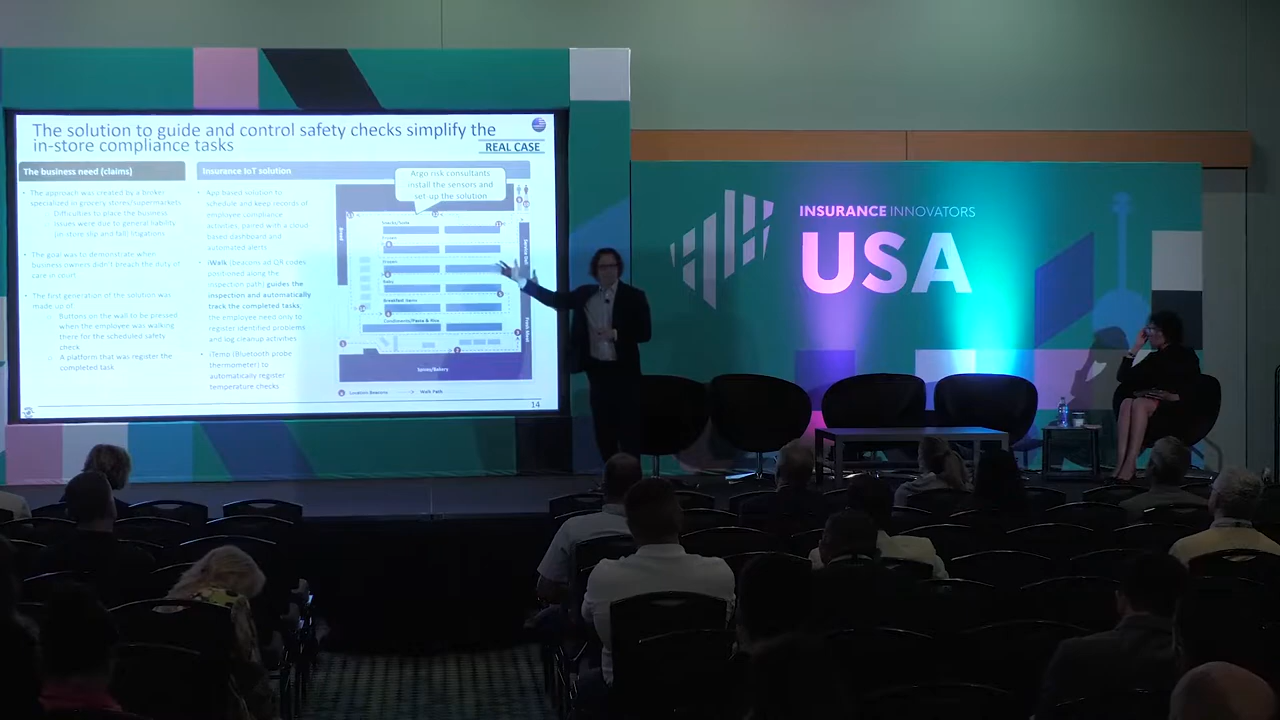 The solution to guide and control safety checks simplify the
in-store compliance tasks
REAL CASE
The business need (claims)
The approach was created by a broker
specialized in grocery stores/supermarkets
Difficulties to place the business
issues were due to general liability
(in store slip and fall) litigations
The goal was to demonstrate when
business owners didn't breach the duty of
care in court
The first generation of the solution was
made up of
Buttons on the wall to be pressed
when the employee was walking
there for the scheduled safety
check
A platform that was register the
completed task
Insurance IoT solution
App based solution to
schedule and keep records of
employee compliance
activities, paired with a cloud
based dashboard and
automated alerts
iWalk (beacons ad QR codes
positioned along the
inspection path) guides the
inspection and automatically
track the completed tasks,
the employee need only to
register identified problems
and log cleanup activities
iTemp (Bluetooth probe
thermometer) to
automatically register
temperature checks
Argo risk consultants
install the sensors and
set-up the solution
Bread
Frozen
Baby
Breakfast Items
Condiments/Pasta & Rice
Service Deli
Fresh Meat
Spices/Bakery
Location Beacons
Walk Path
14
INSURANCE INNOVATORS
USA